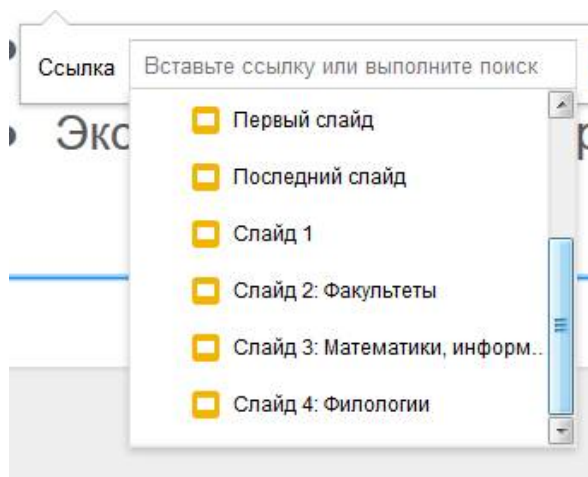 Ссылка Вставьте ссылку или выполните поиск
Первый слайд
Эко
Последний слайд
Слайд 1
Слайд 2: Факультеты
Слайд 3: Математики, информ..
Слайд 4: Филологии